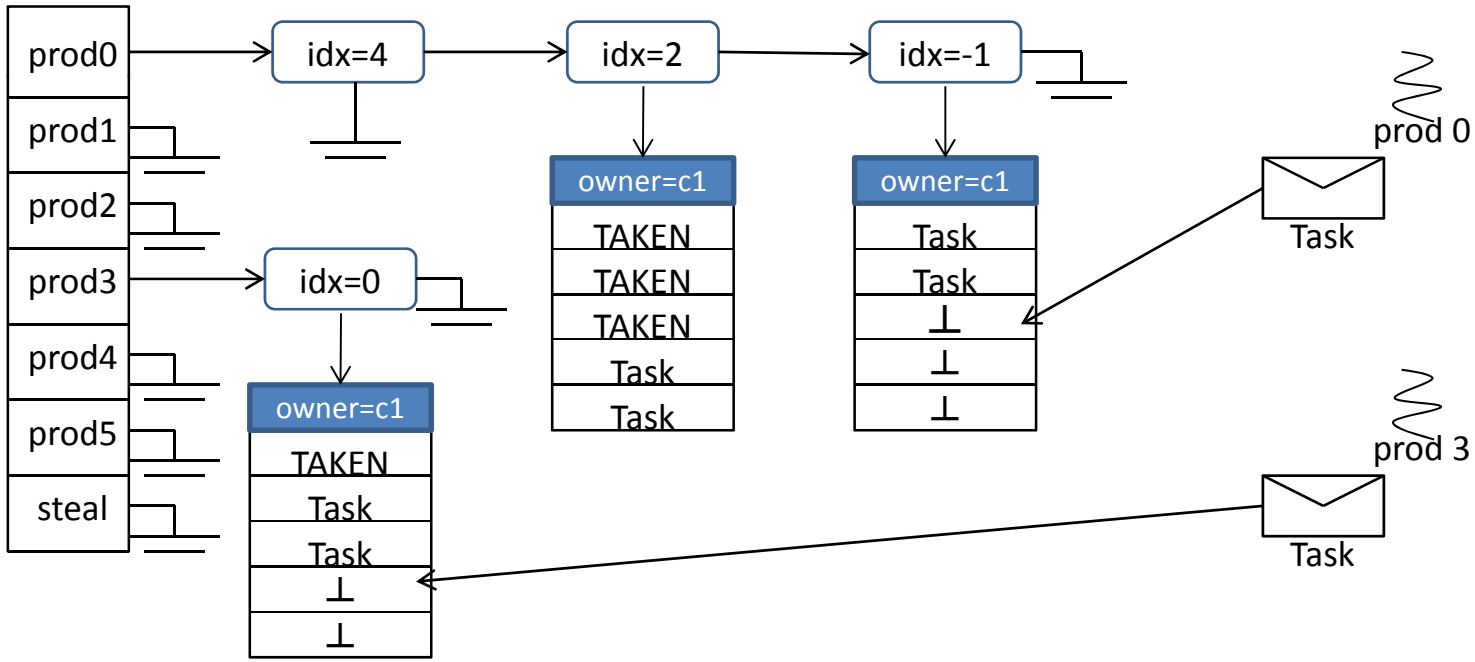 prod0
idx=4
idx=2
idx=-1
prod1
prod2
prod3
prod4
prod5
steal
idx=0
owner=c1
TAKEN
Task
Task
⊥
⊥
owner=c1
TAKEN
TAKEN
TAKEN
Task
Task
owner=c1
Task
Task
⊥
⊥
⊥
prod 0
Task
prod 3
Task